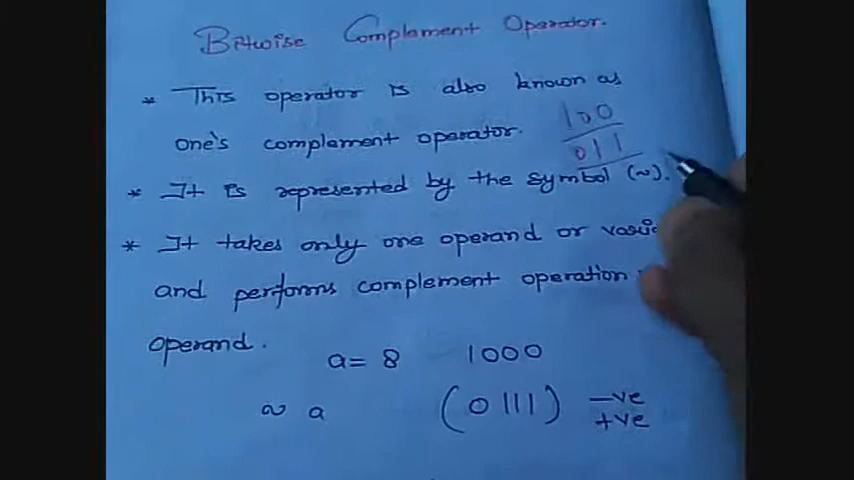 Bitwise Complement Operator.
* This operator is also known as
one's complement operator.
100
011
* It is represented by the symbol (~).
* It takes only one operand or
and performs complement operation
operand.
a = 8 1000
~ a (0111) -ve
+ve